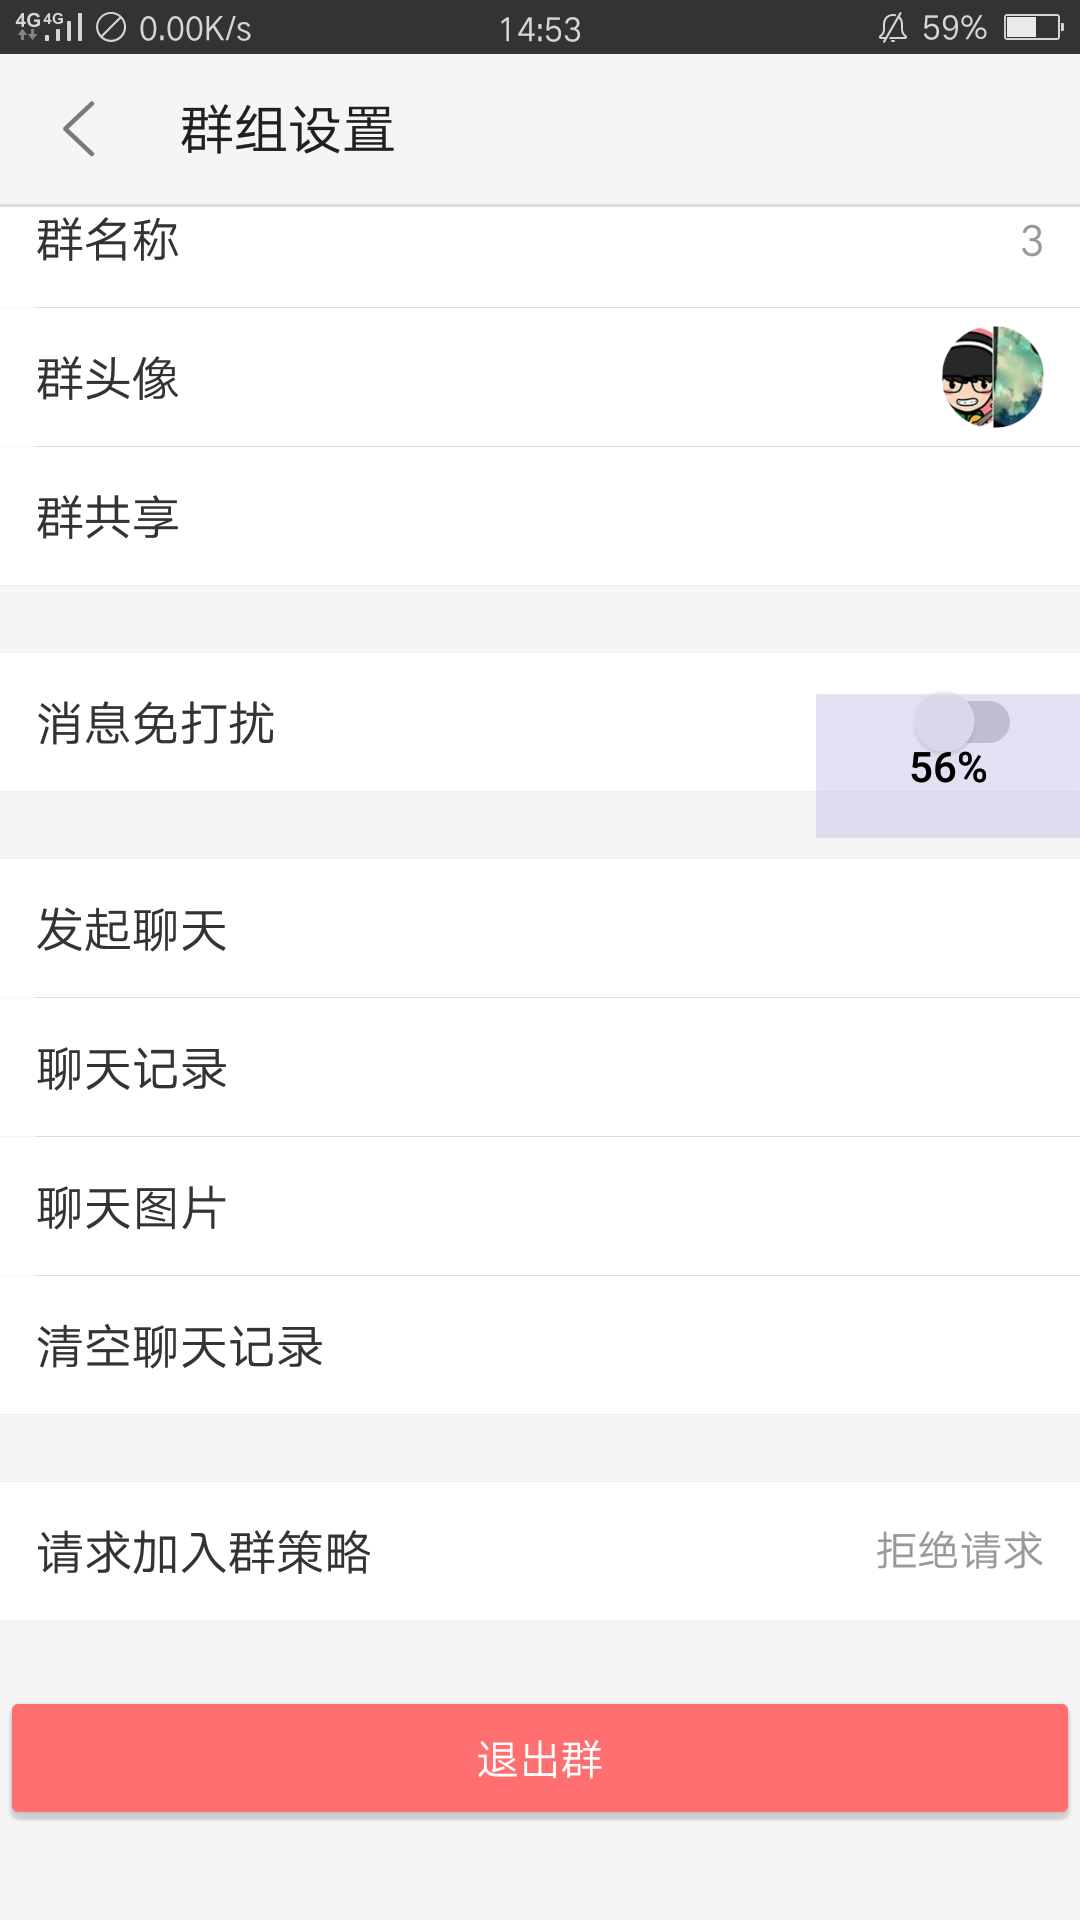 4G 4G 0.00K/s 14:53 59%
群组设置
群名称 3
群头像
群共享
消息免打扰
56%
发起聊天
聊天记录
聊天图片
清空聊天记录
请求加入群策略 拒绝请求
退出群